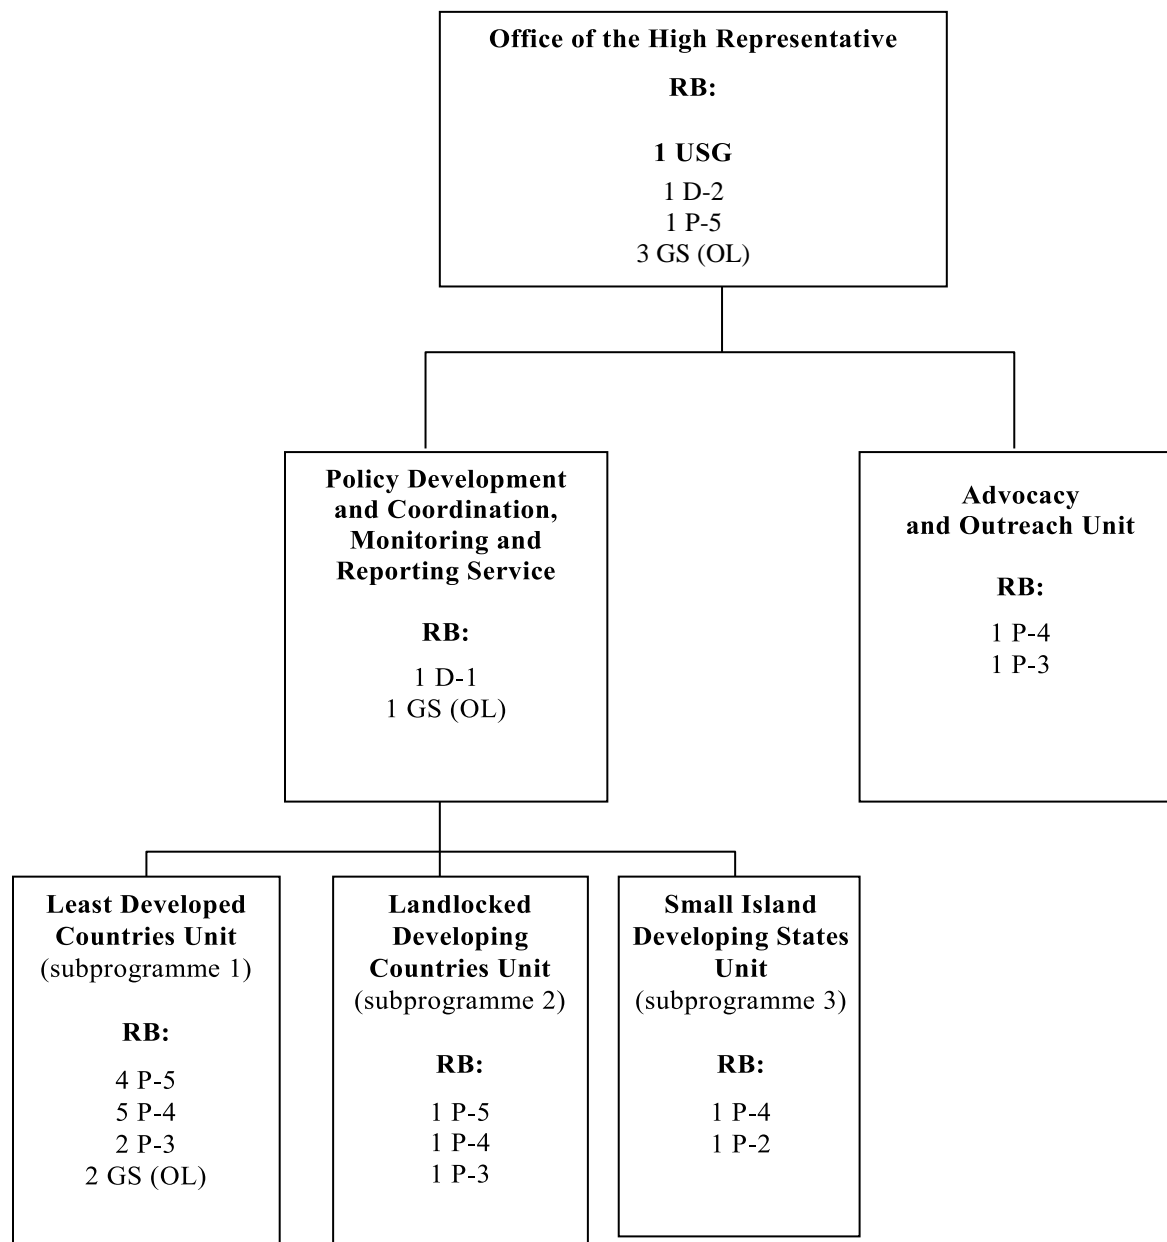 Office of the High Representative
RB:
1 USG
1 D-2
1 P-5
3 GS (OL)
Policy Development
and Coordination,
Monitoring and
Reporting Service
RB:
1 D-1
1 GS (OL)
Advocacy
and Outreach Unit
RB:
1 P-4
1 P-3
Least Developed
Countries Unit
(subprogramme 1)
RB:
4 P-5
5 P-4
2 P-3
2 GS (OL)
Landlocked
Developing
Countries Unit
(subprogramme 2)
RB:
1 P-5
1 P-4
1 P-3
Small Island
Developing States
Unit
(subprogramme 3)
RB:
1 P-4
1 P-2